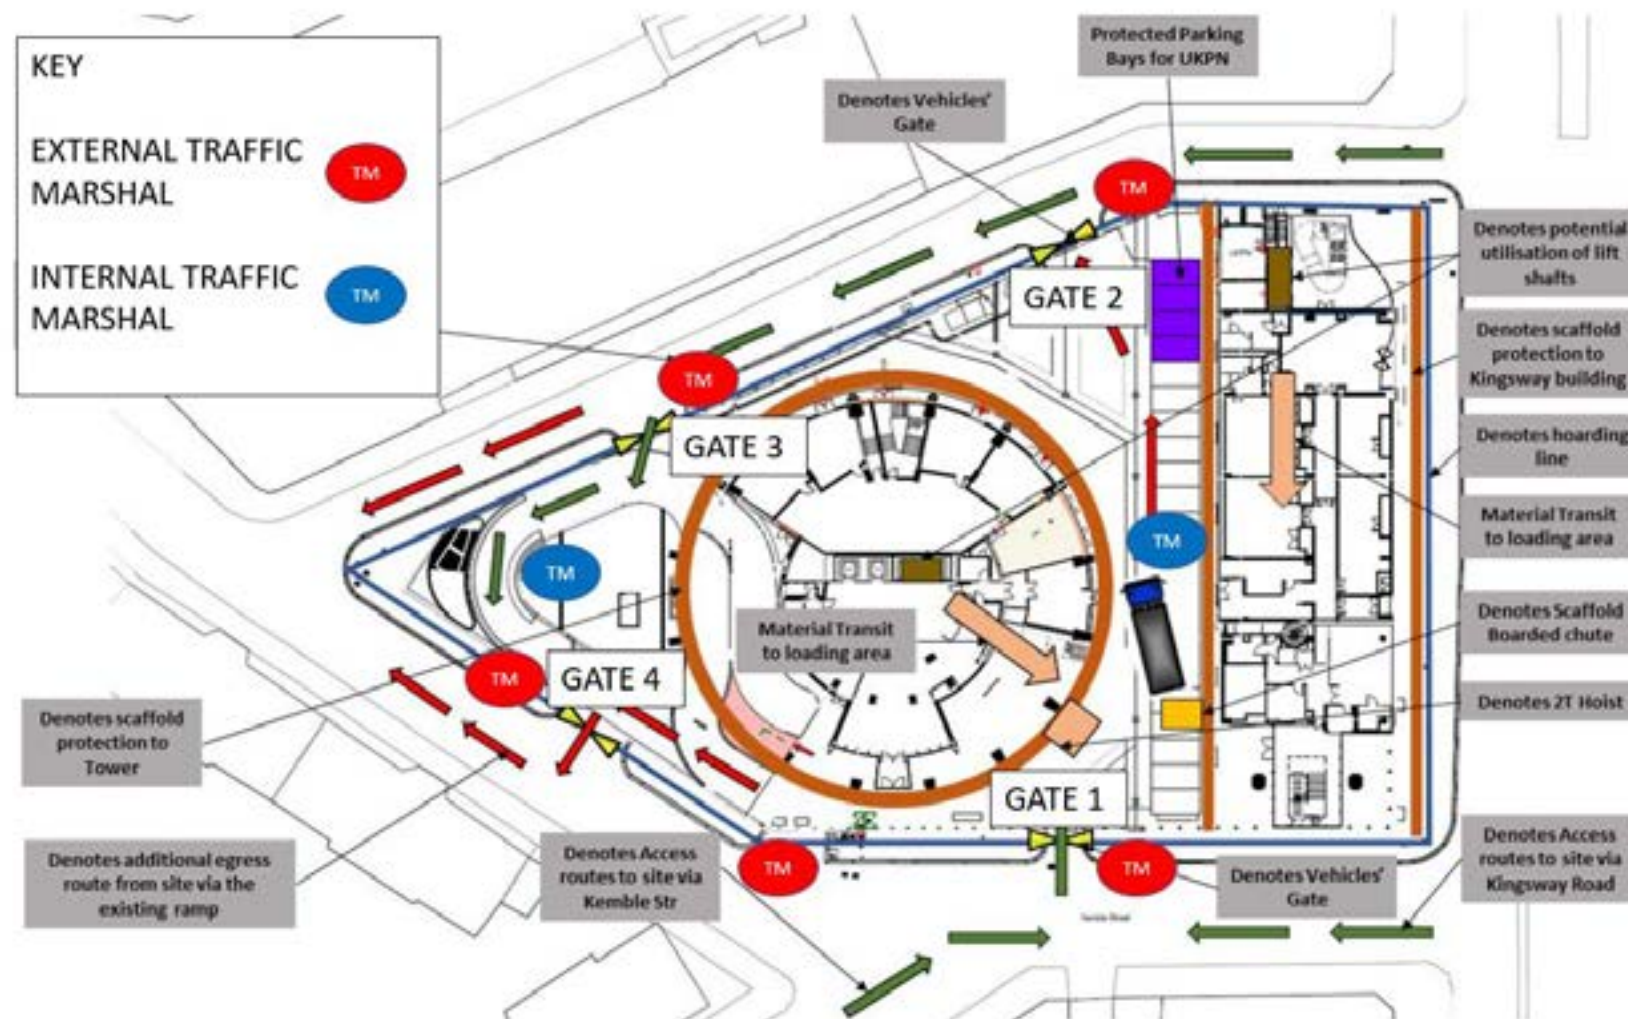 KEY
EXTERNAL TRAFFIC
MARSHAL
TM
INTERNAL TRAFFIC
MARSHAL
TM
Protected Parking
Bays for UKPN
Denotes Vehicles'
Gate
TM
GATE 2
Denotes potential
utilisation of lift
shafts
Denotes scaffold
protection to
Kingsway building
TM
GATE 3
Denotes hoarding
line
Material Transit
to loading area
TM
TM
Denotes Scaffold
Boarded chute
Material Transit
to loading area
TM
GATE 4
Denotes 2T Hoist
Denotes scaffold
protection to
Tower
GATE 1
Denotes additional egress
route from site via the
existing ramp
Denotes Access
routes to site via
Kemble Str
TM
TM
Denotes Vehicles'
Gate
Denotes Access
routes to site via
Kingsway Road